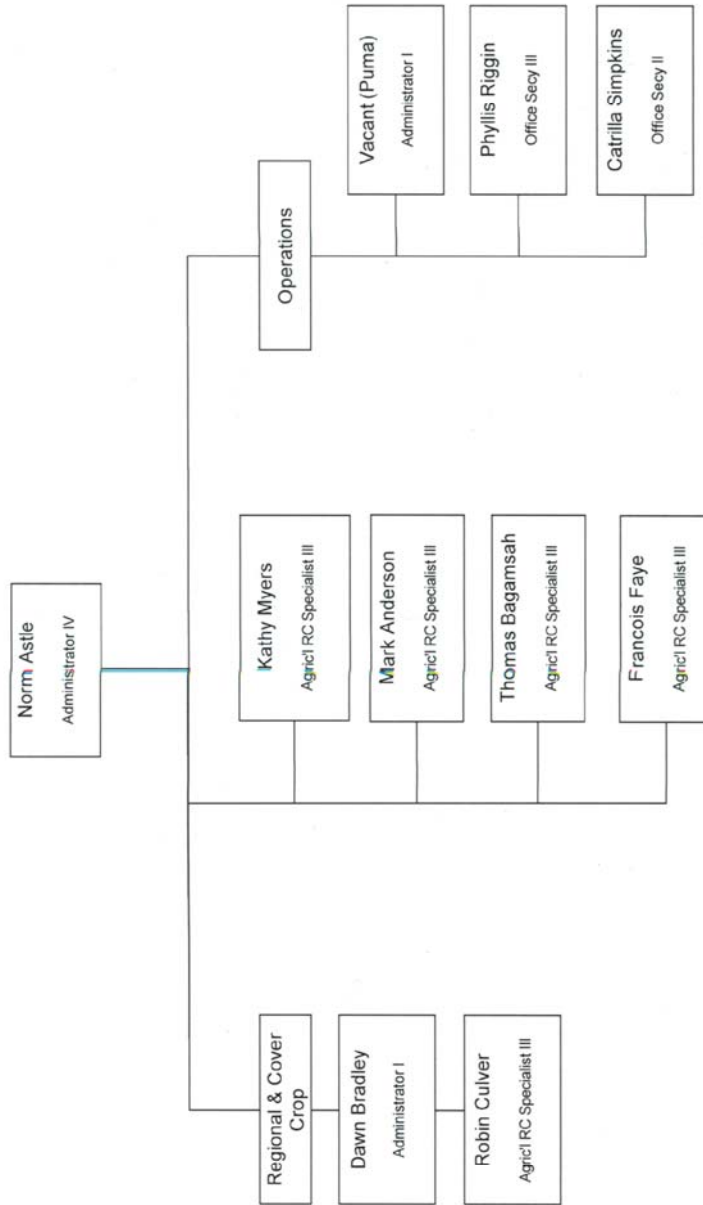 Norm Astle
Administrator IV
Regional & Cover
Crop
Dawn Bradley
Administrator I
Robin Culver
Agric'l RC Specialist III
Kathy Myers
Agric'l RC Specialist III
Mark Anderson
Agric'l RC Specialist III
Thomas Bagamsah
Agric'l RC Specialist III
Francois Faye
Agric'l RC Specialist III
Operations
Vacant (Puma)
Administrator I
Phyllis Riggin
Office Secy III
Catrilla Simpkins
Office Secy II